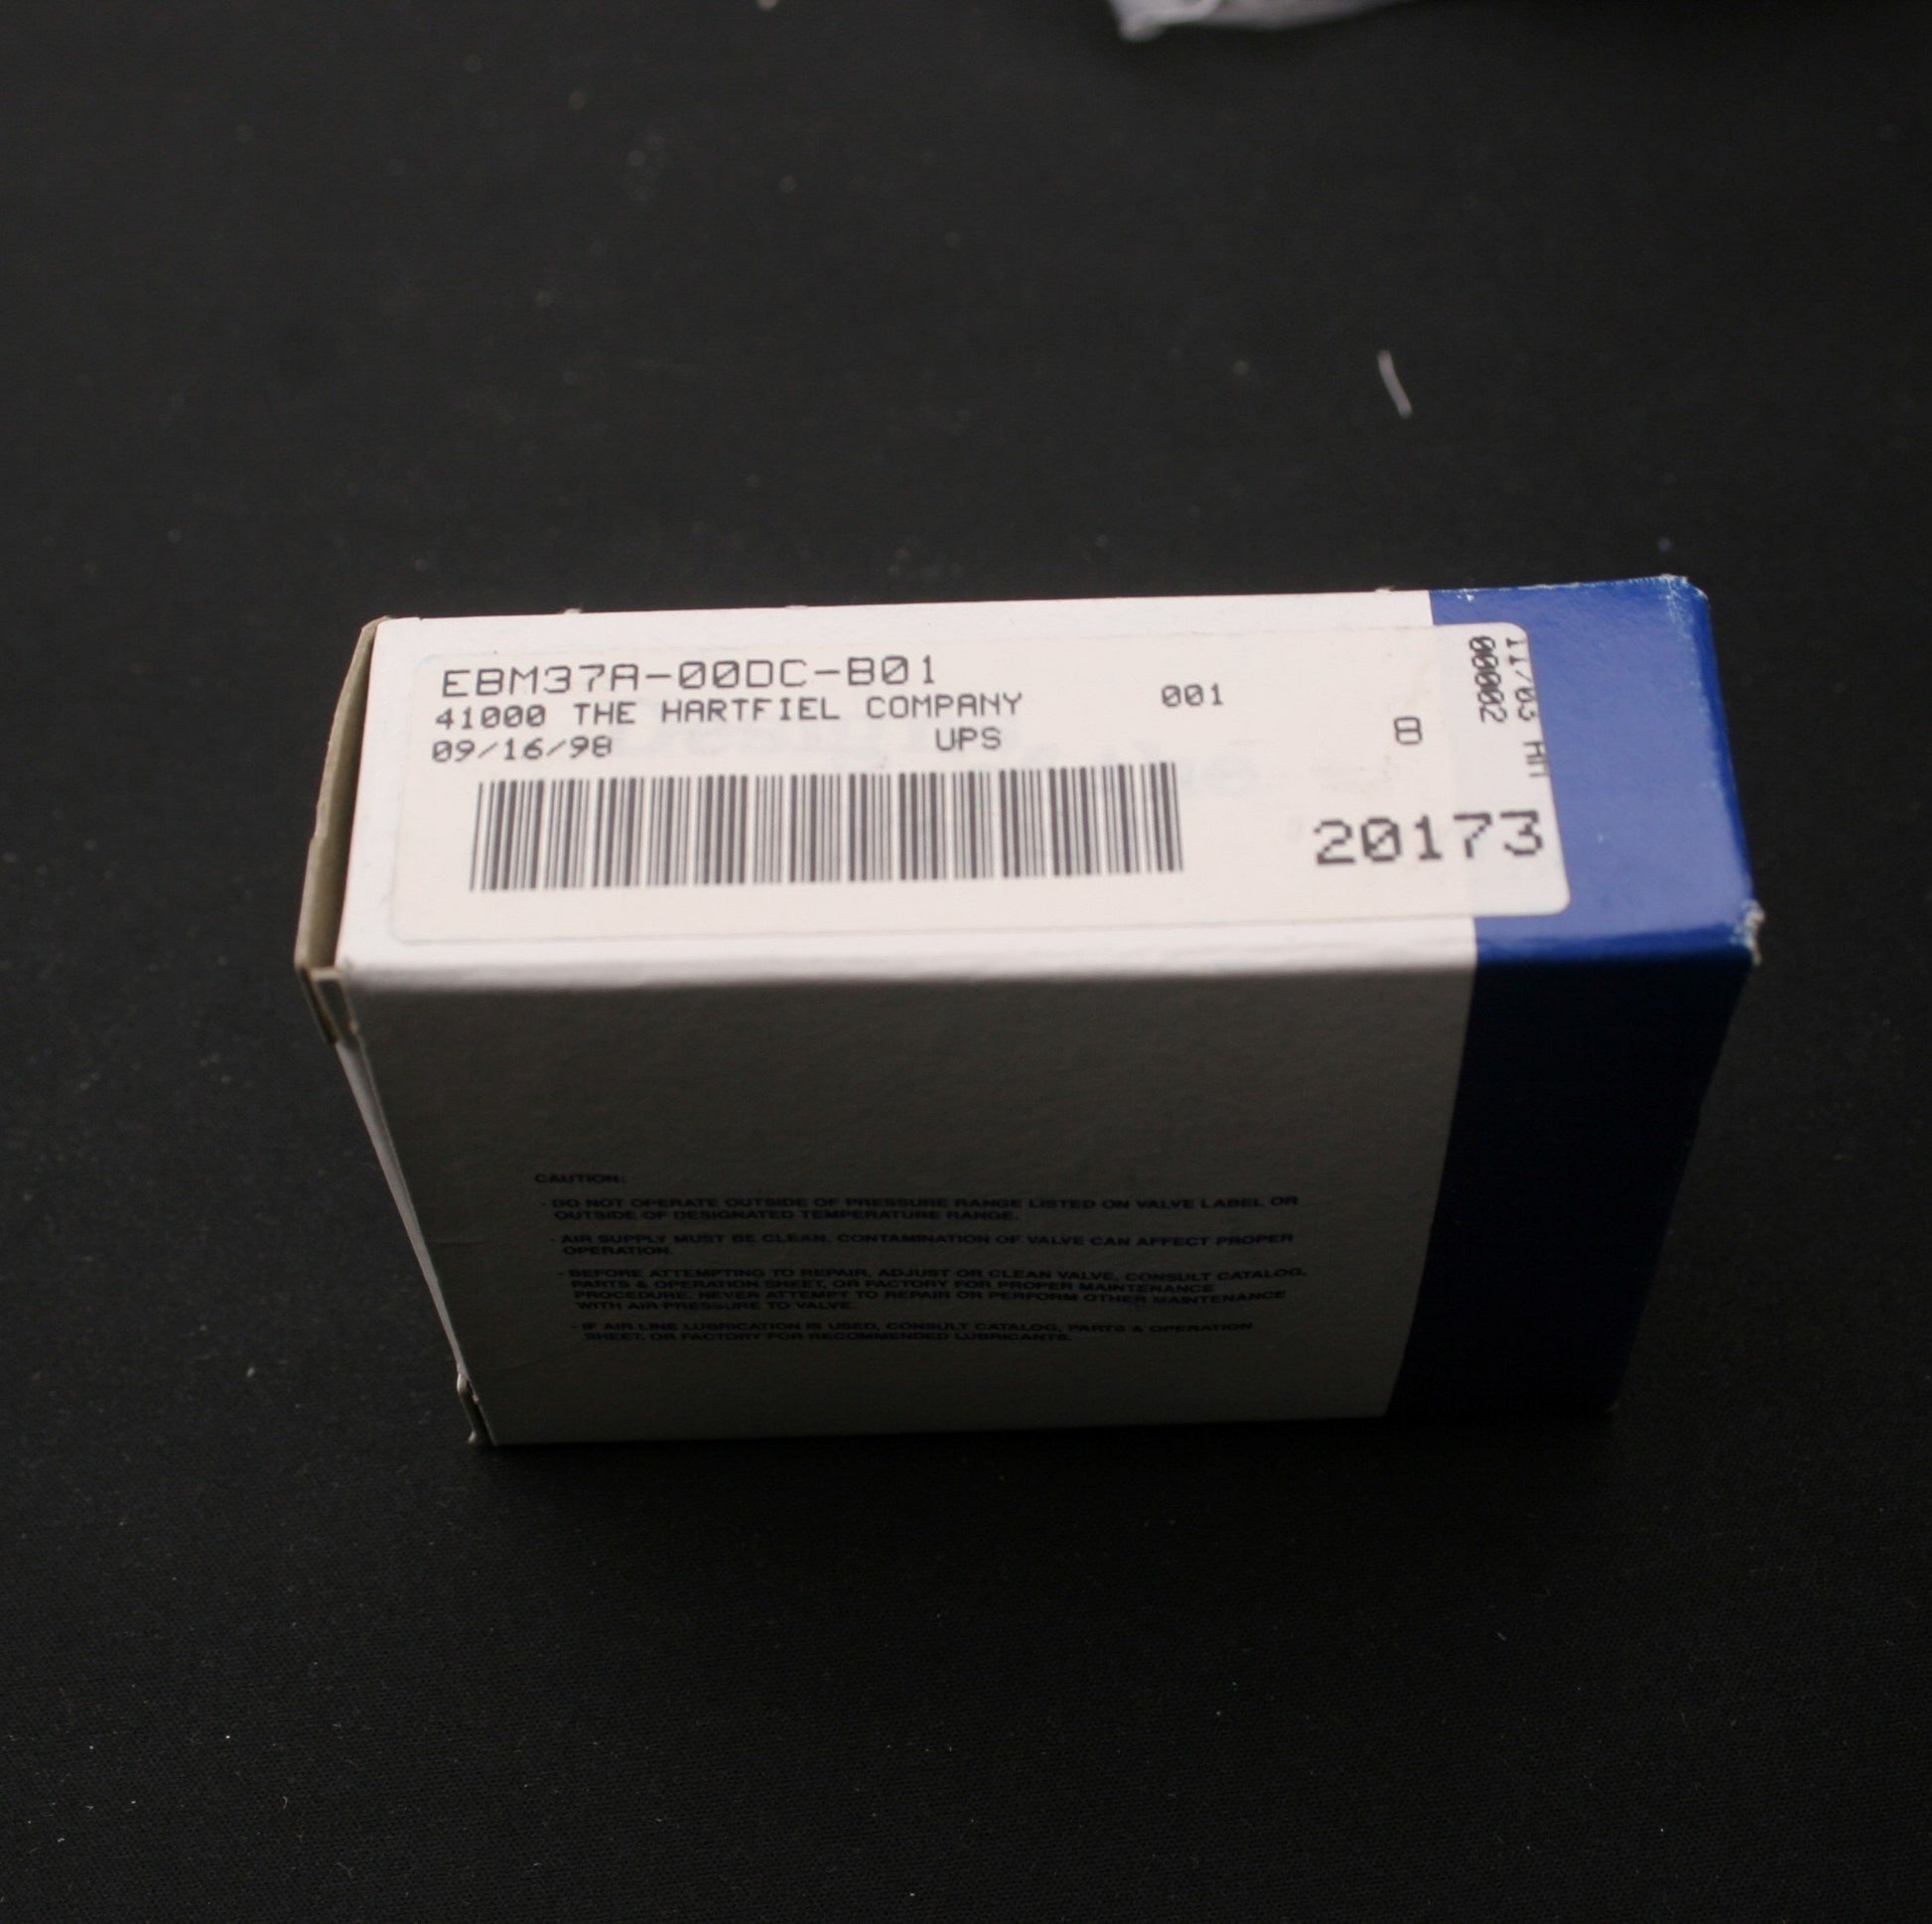 EBM37A-00DC-B01
41000 THE HARTFIEL COMPANY 001
09/16/98 UPS 8
20173
00002
11/03 AM
CAUTION:
- DO NOT OPERATE OUTSIDE OF PRESSURE RANGE LISTED ON VALVE LABEL OR
OUTSIDE OF DESIGNATED TEMPERATURE RANGE.
- AIR SUPPLY MUST BE CLEAN. CONTAMINATION OF VALVE CAN AFFECT PROPER
OPERATION.
- BEFORE ATTEMPTING TO REPAIR, ADJUST OR CLEAN VALVE, CONSULT CATALOG,
PARTS & OPERATION SHEET, OR FACTORY FOR PROPER MAINTENANCE
PROCEDURE. NEVER ATTEMPT TO REPAIR OR PERFORM OTHER MAINTENANCE
WITH AIR PRESSURE TO VALVE.
- IF AIR LINE LUBRICATION IS USED, CONSULT CATALOG, PARTS & OPERATION
SHEET, OR FACTORY FOR RECOMMENDED LUBRICANTS.